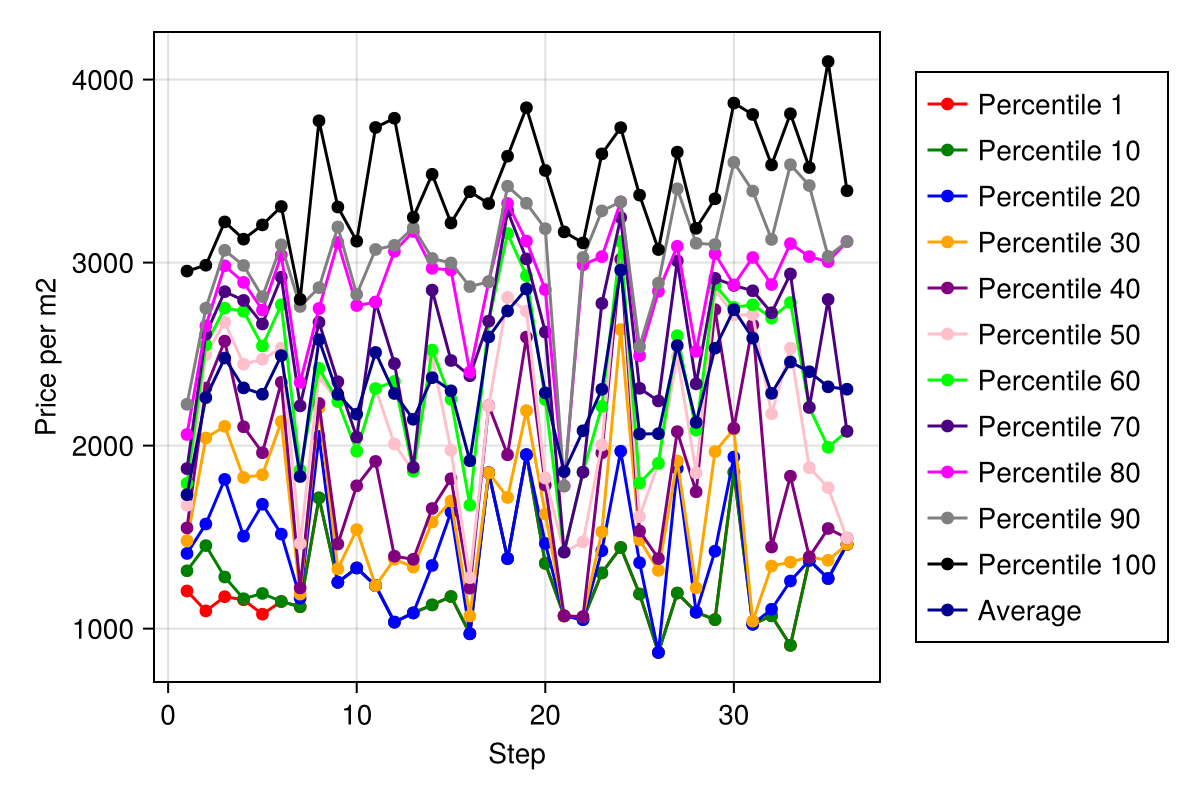 4000
3000
2000
1000
Price per m2
0 10 20 30
Step
Percentile 1
Percentile 10
Percentile 20
Percentile 30
Percentile 40
Percentile 50
Percentile 60
Percentile 70
Percentile 80
Percentile 90
Percentile 100
Average